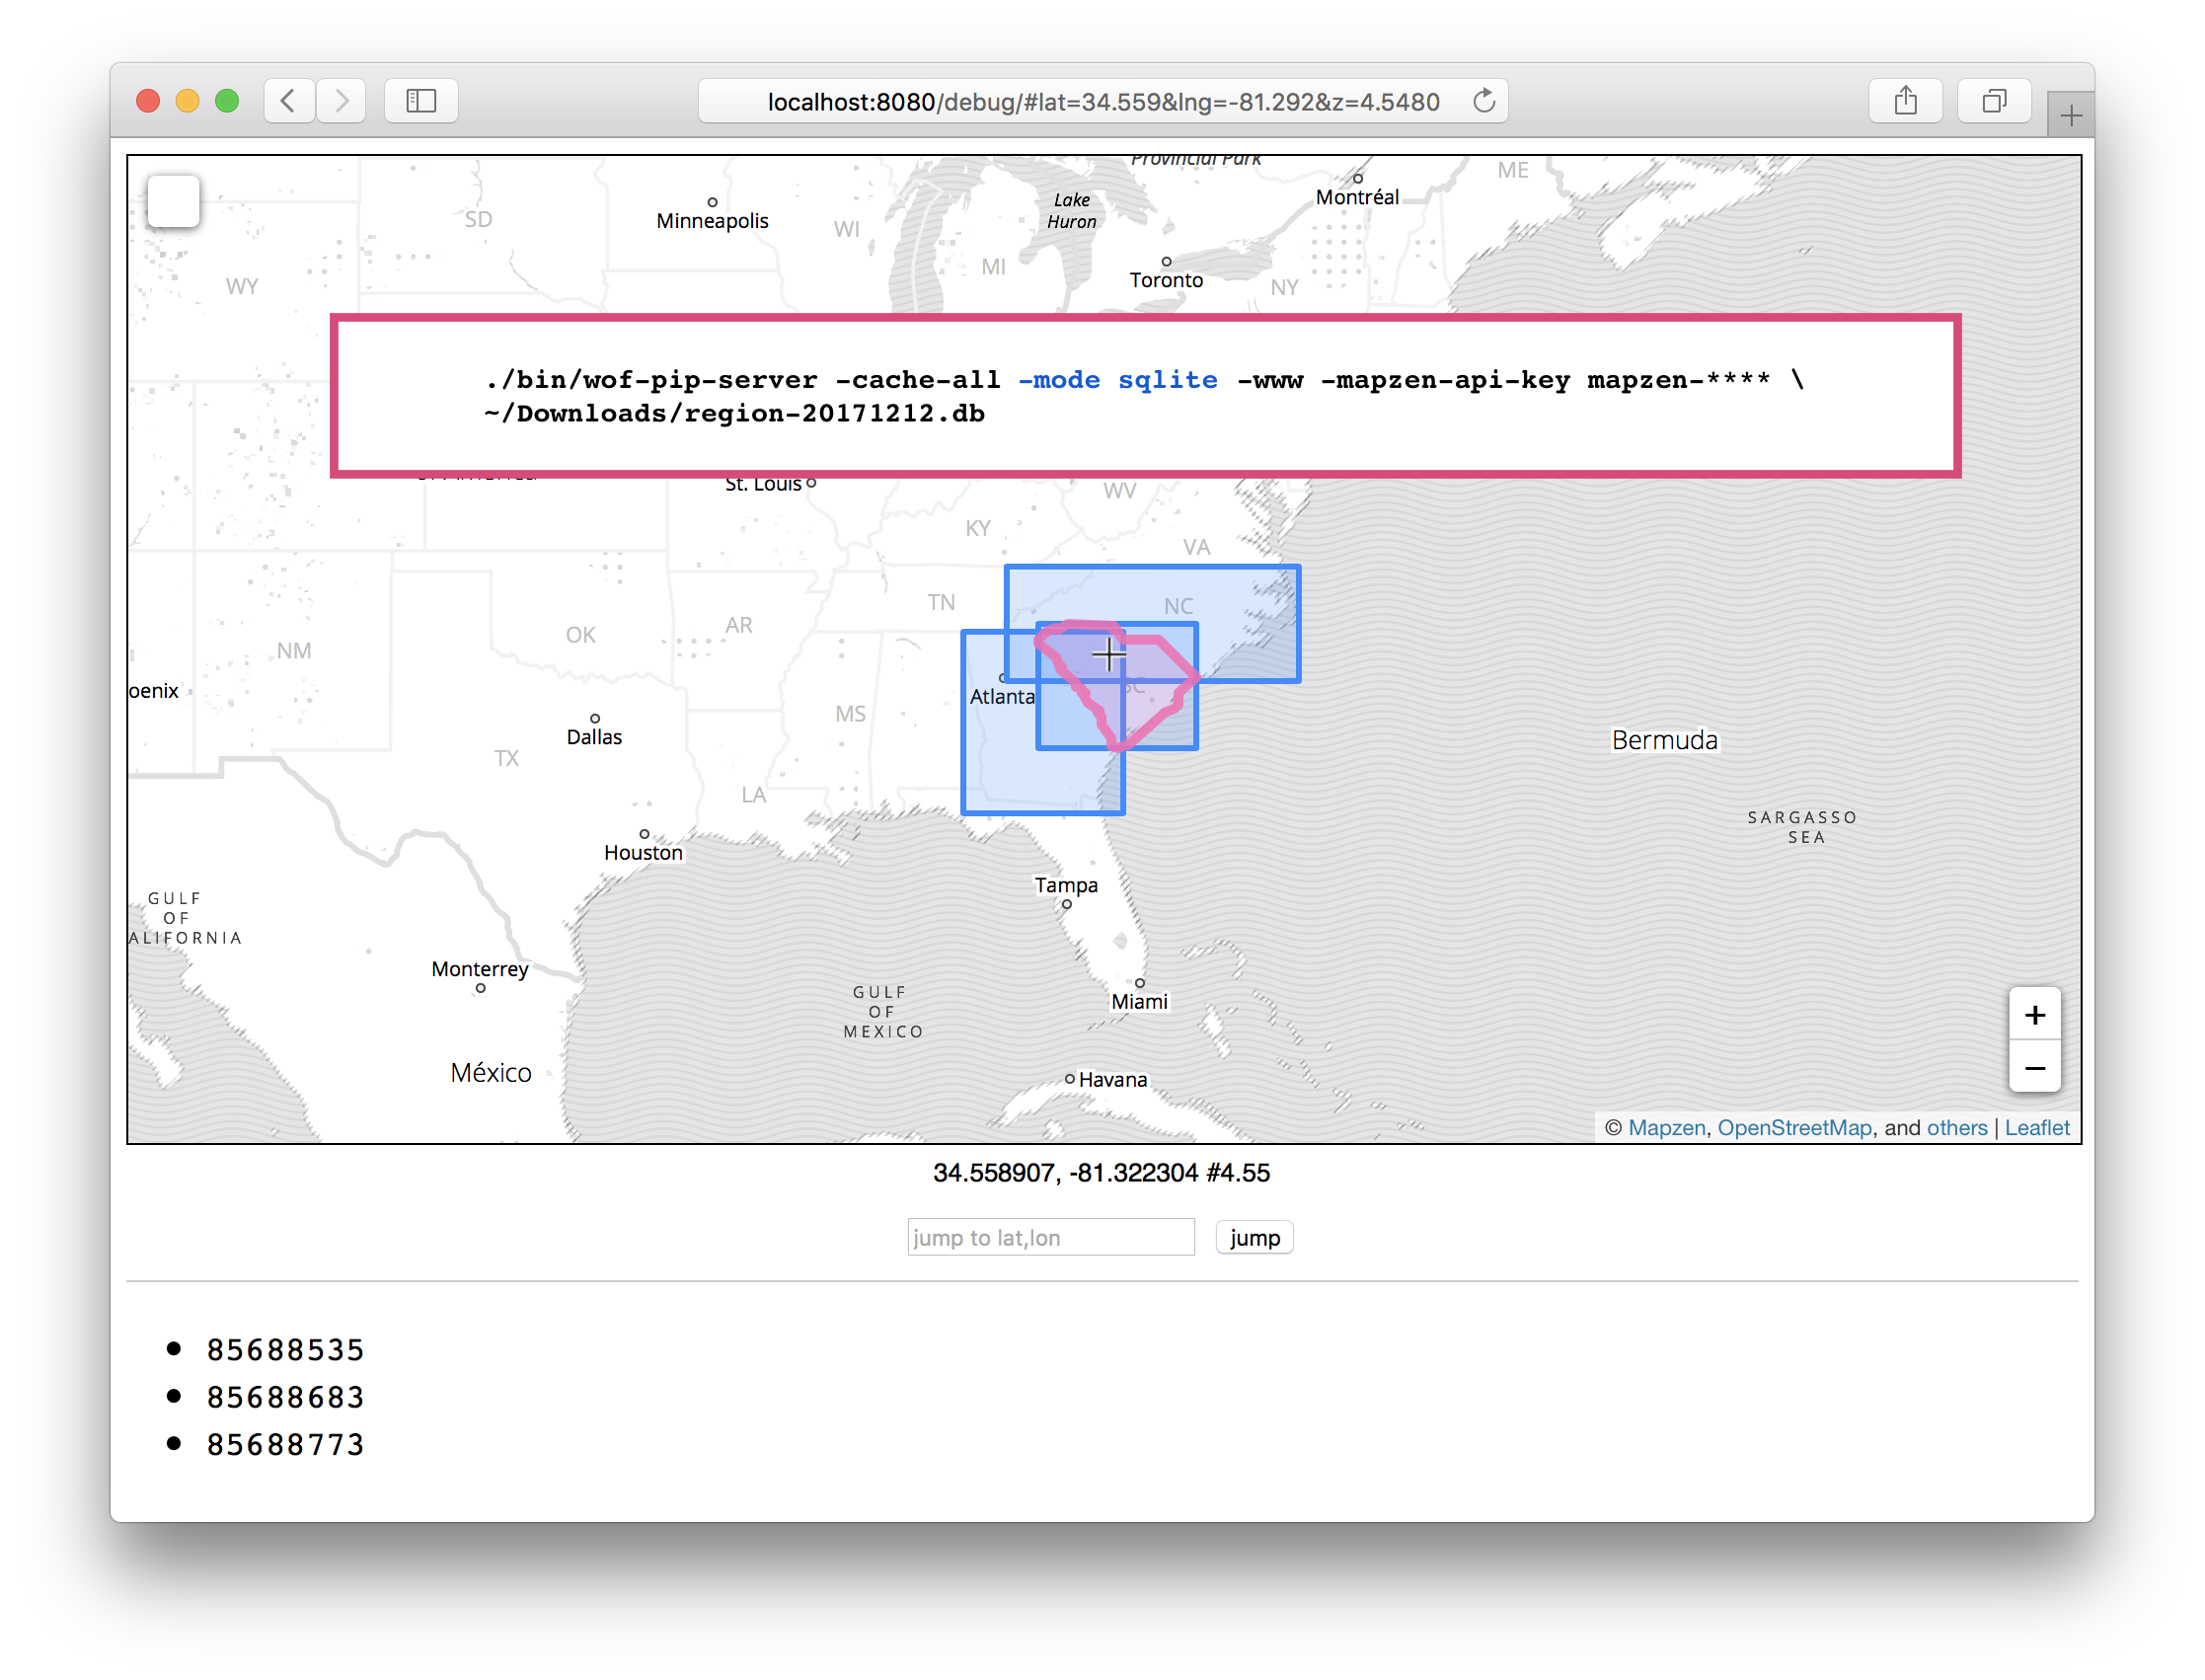 localhost:8080/debug/#lat=34.559&lng=-81.292&z=4.5480
Provincial Park
ME
Montréal
Lake
Huron
Minneapolis
SD
WI
MI
Toronto
WY
NY
./bin/wof-pip-server -cache-all -mode sqlite -www -mapzen-api-key mapzen-**** \
~/Downloads/region-20171212.db
St. Louis
WV
KY
VA
TN
NC
AR
OK
NM
SC
oenix
Atlanta
MS
Dallas
Bermuda
TX
LA
SARGASSO
SEA
Houston
Tampa
GULF
OF
ALIFORNIA
Monterrey
GULF
OF
MEXICO
Miami
México
Havana
+
−
© Mapzen, OpenStreetMap, and others | Leaflet
34.558907, -81.322304 #4.55
jump to lat,lon
jump
• 85688535
• 85688683
• 85688773